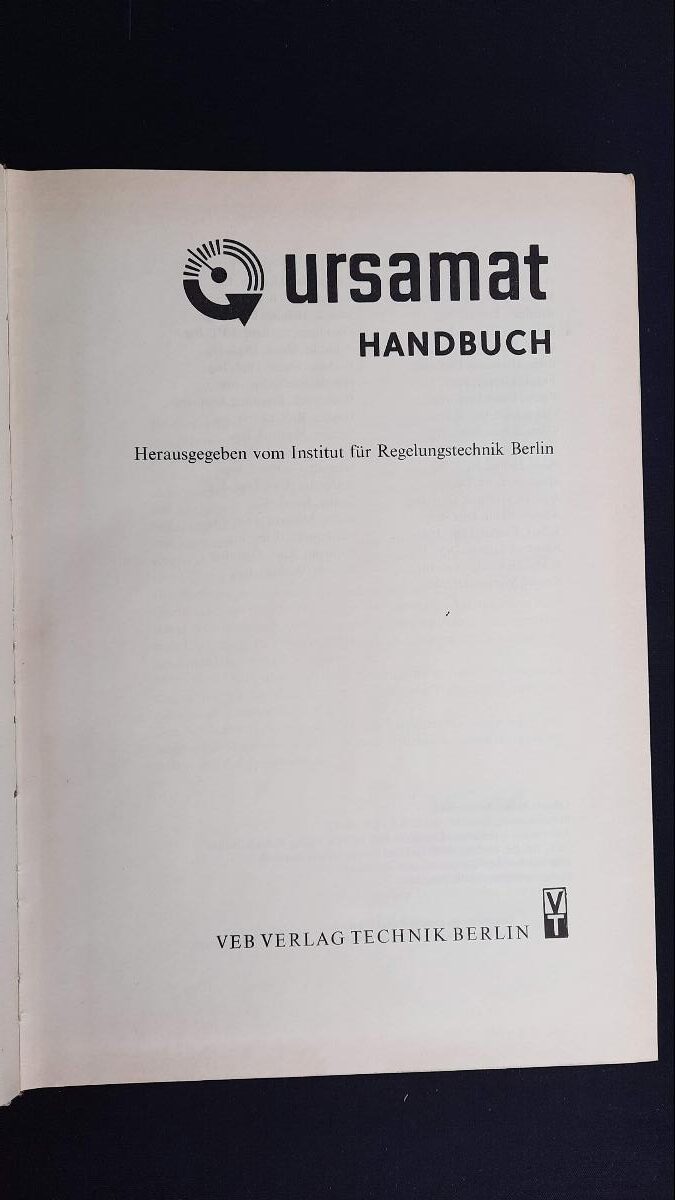 ursamat
HANDBUCH
Herausgegeben vom Institut für Regelungstechnik Berlin
VEB VERLAG TECHNIK BERLIN
VT